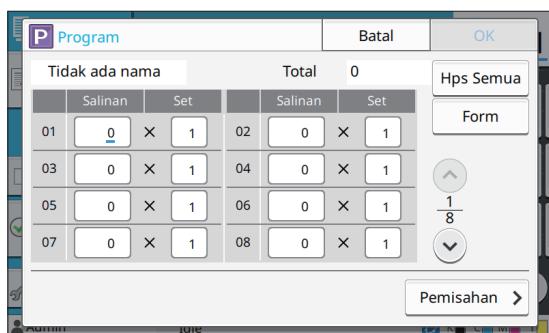 P Program Batal OK
Tidak ada nama Total 0 Hps Semua
Salinan Set Salinan Set Form
01 0 × 1 02 0 × 1
03 0 × 1 04 0 × 1
05 0 × 1 06 0 × 1
1
8
07 0 × 1 08 0 × 1
Pemisahan
Admin Idle